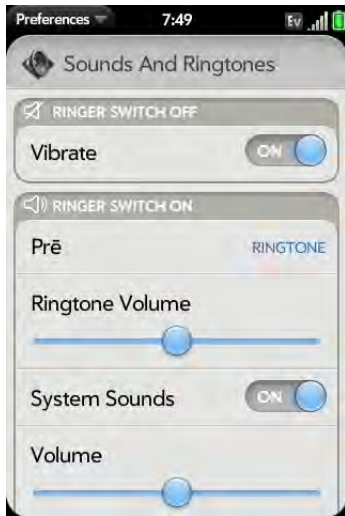 Preferences 7:49 Ev
Sounds And Ringtones
RINGER SWITCH OFF
Vibrate ON
RINGER SWITCH ON
Prē RINGTONE
Ringtone Volume
System Sounds ON
Volume